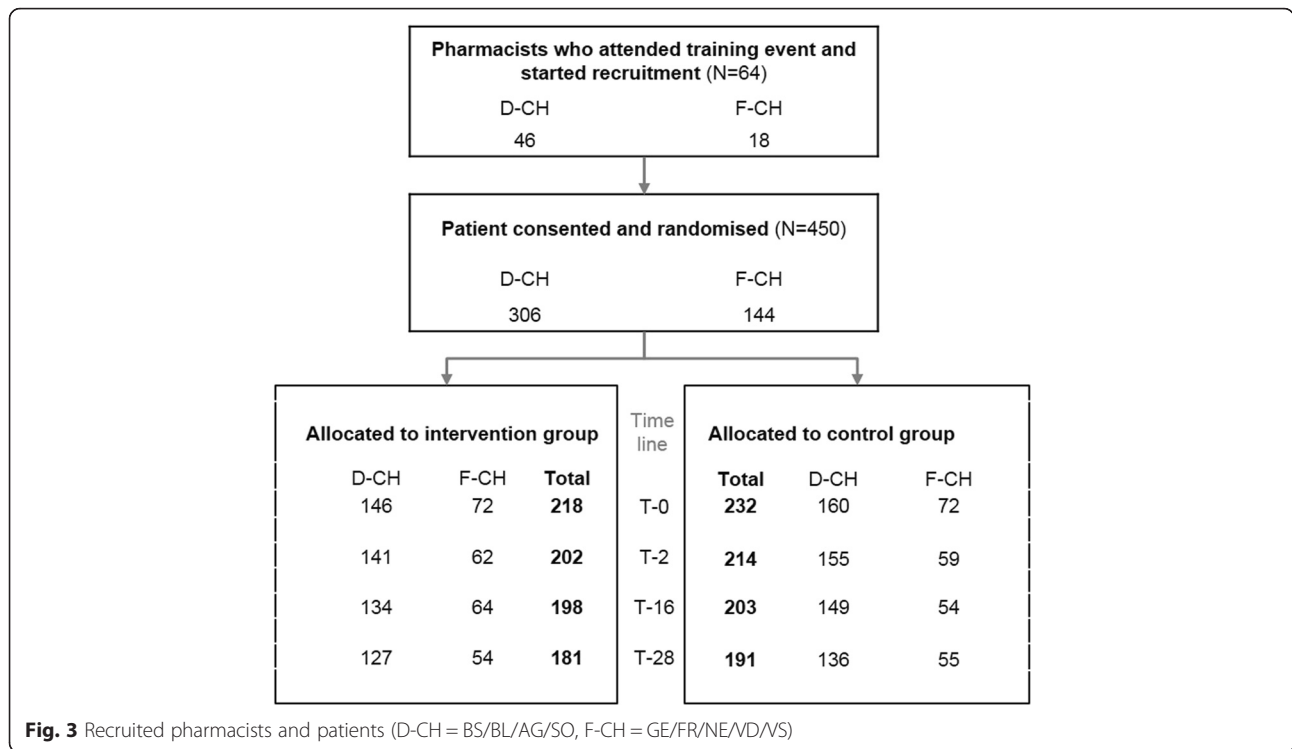 Pharmacists who attended training event and
started recruitment (N=64)
D-CH F-CH
46 18
Patient consented and randomised (N=450)
D-CH F-CH
306 144
Allocated to intervention group Time line Allocated to control group
D-CH F-CH Total Total D-CH F-CH
146 72 218 T-0 232 160 72
141 62 202 T-2 214 155 59
134 64 198 T-16 203 149 54
127 54 181 T-28 191 136 55
Fig. 3 Recruited pharmacists and patients (D-CH = BS/BL/AG/SO, F-CH = GE/FR/NE/VD/VS)